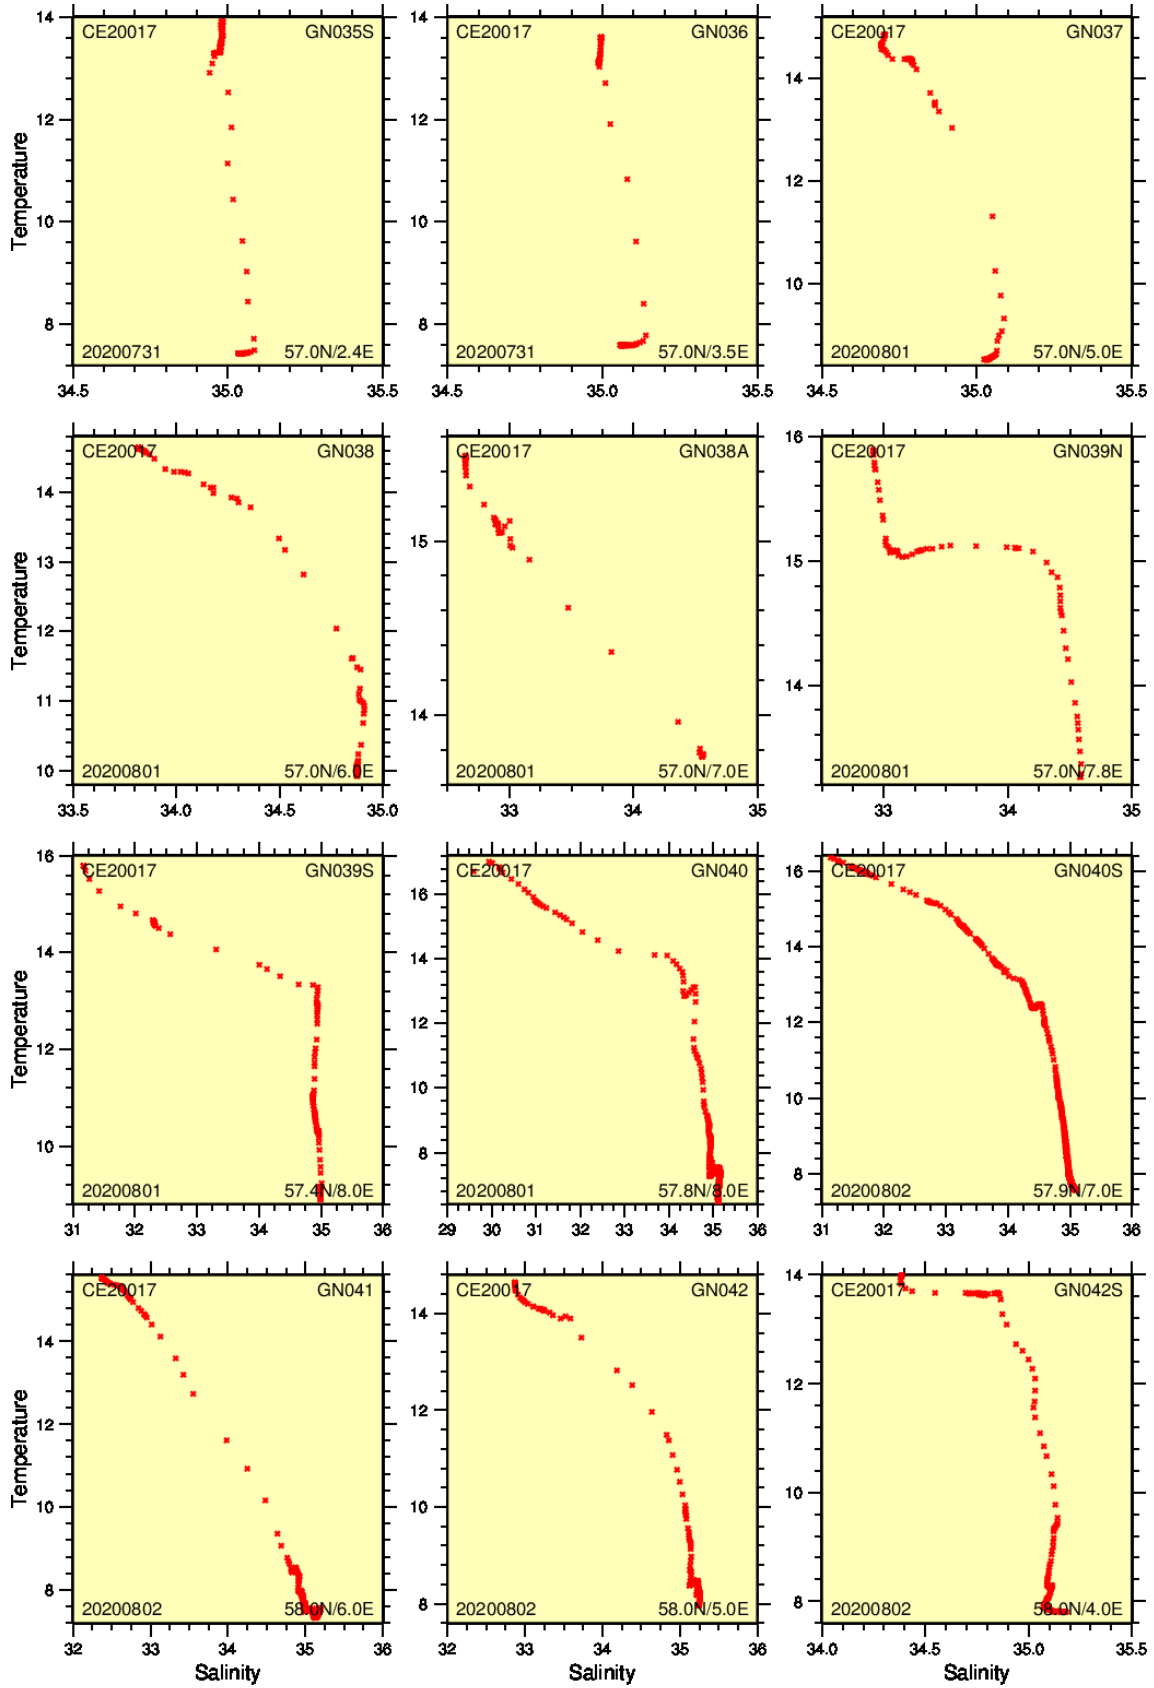 CE20017 GN035S
14
12
10
8
Temperature
20200731 57.0N/2.4E
34.5 35.0 35.5
CE20017 GN036
14
12
10
8
20200731 57.0N/3.5E
34.5 35.0 35.5
CE20017 GN037
14
12
10
20200801 57.0N/5.0E
34.5 35.0 35.5
CE20017 GN038
14
13
12
11
10
Temperature
20200801 57.0N/6.0E
33.5 34.0 34.5 35.0
CE20017 GN038A
15
14
20200801 57.0N/7.0E
33 34 35
CE20017 GN039N
16
15
14
20200801 57.0N/7.8E
33 34 35
CE20017 GN039S
16
14
12
10
Temperature
20200801 57.4N/8.0E
31 32 33 34 35 36
CE20017 GN040
16
14
12
10
8
20200801 57.8N/8.0E
29 30 31 32 33 34 35 36
CE20017 GN040S
16
14
12
10
8
20200802 57.9N/7.0E
31 32 33 34 35 36
CE20017 GN041
14
12
10
8
Temperature
20200802 58.0N/6.0E
32 33 34 35 36
Salinity
CE20017 GN042
14
12
10
8
20200802 58.0N/5.0E
32 33 34 35 36
Salinity
CE20017 GN042S
14
12
10
8
20200802 58.0N/4.0E
34.0 34.5 35.0 35.5
Salinity